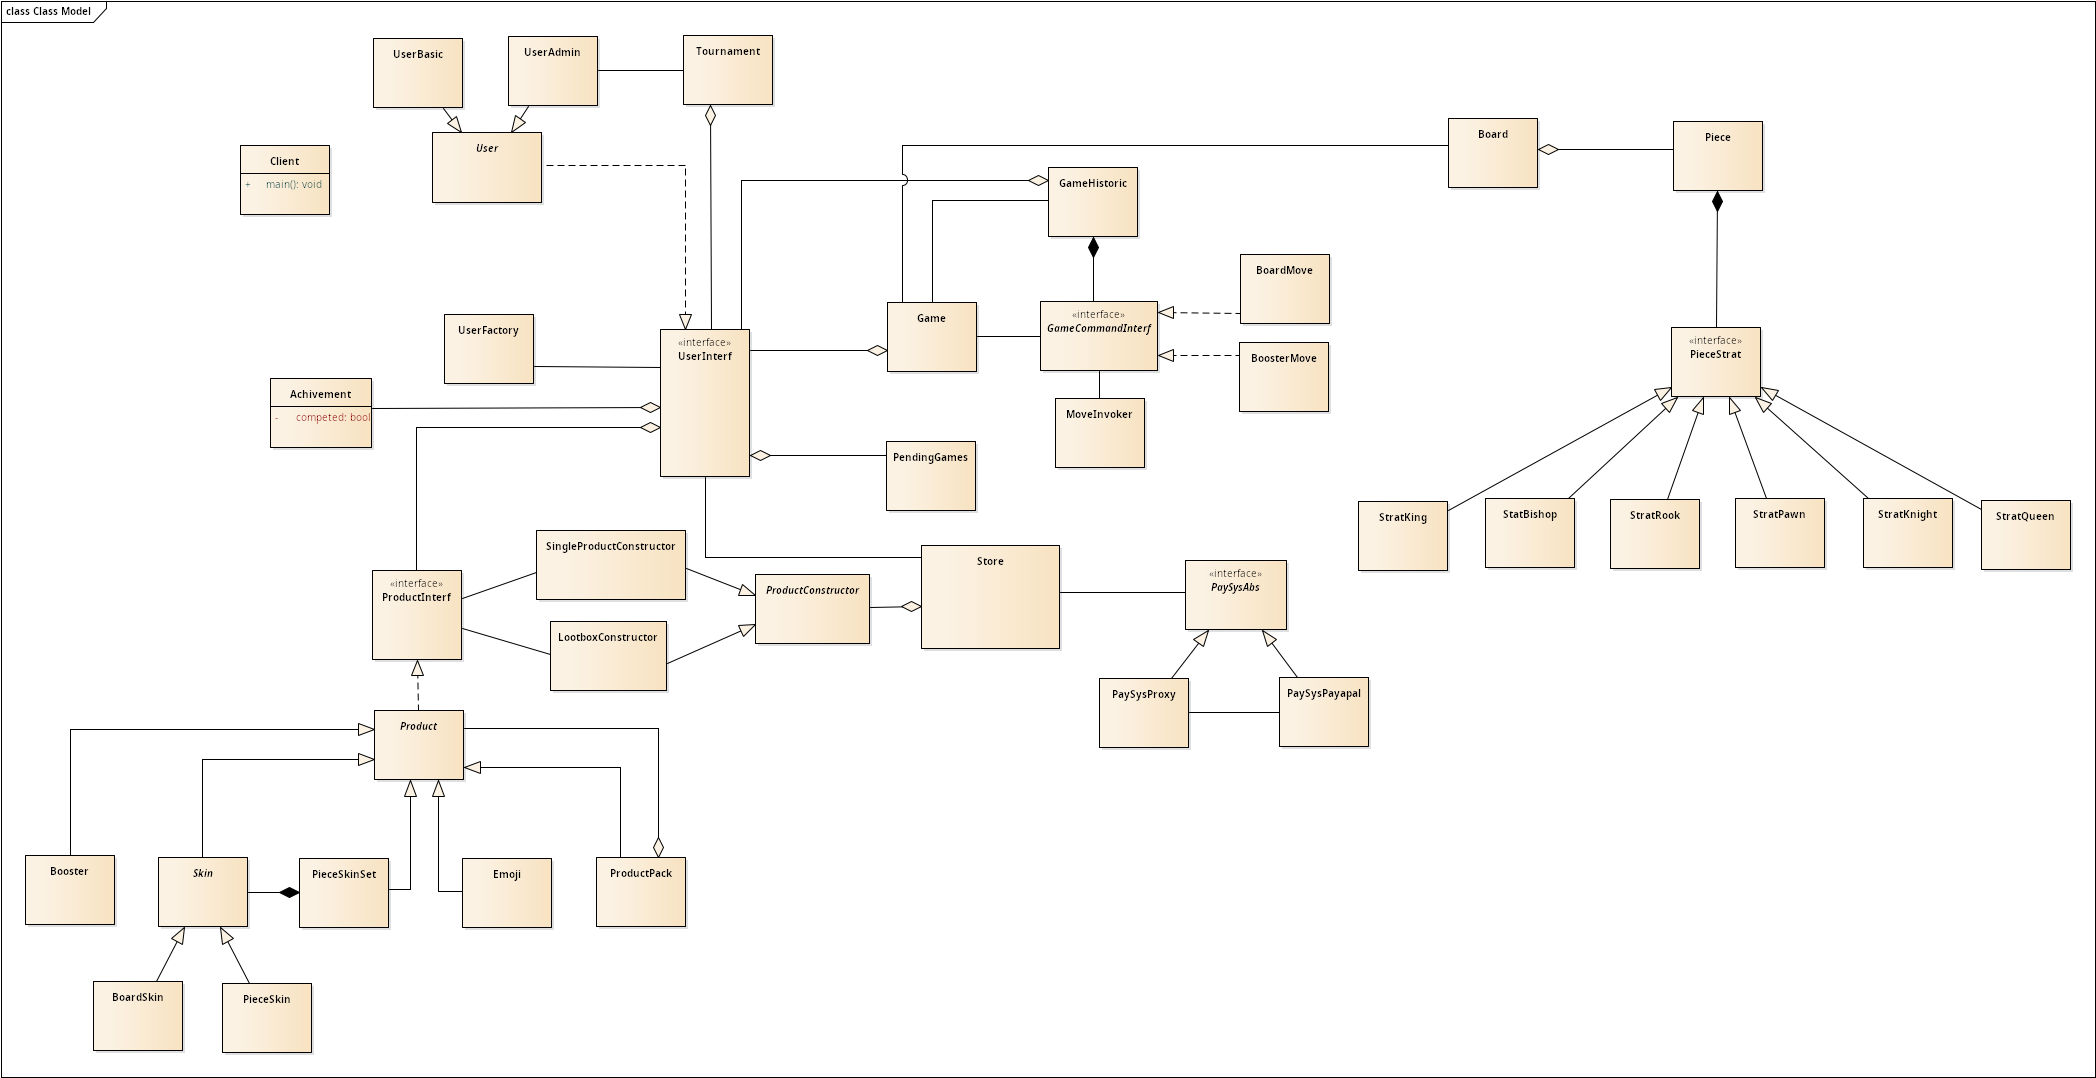 class Class Model
UserBasic
UserAdmin
Tournament
Client
+ main(): void
User
Board
Piece
GameHistoric
BoardMove
UserFactory
«interface»
UserInterf
Game
«interface»
GameCommandInterf
BoosterMove
«interface»
PieceStrat
Achivement
- competed: bool
MoveInvoker
PendingGames
StratKing
StatBishop
StratRook
StratPawn
StratKnight
StratQueen
SingleProductConstructor
Store
«interface»
ProductInterf
ProductConstructor
«interface»
PaySysAbs
LootboxConstructor
PaySysProxy
PaySysPayapal
Product
Booster
Skin
PieceSkinSet
Emoji
ProductPack
BoardSkin
PieceSkin